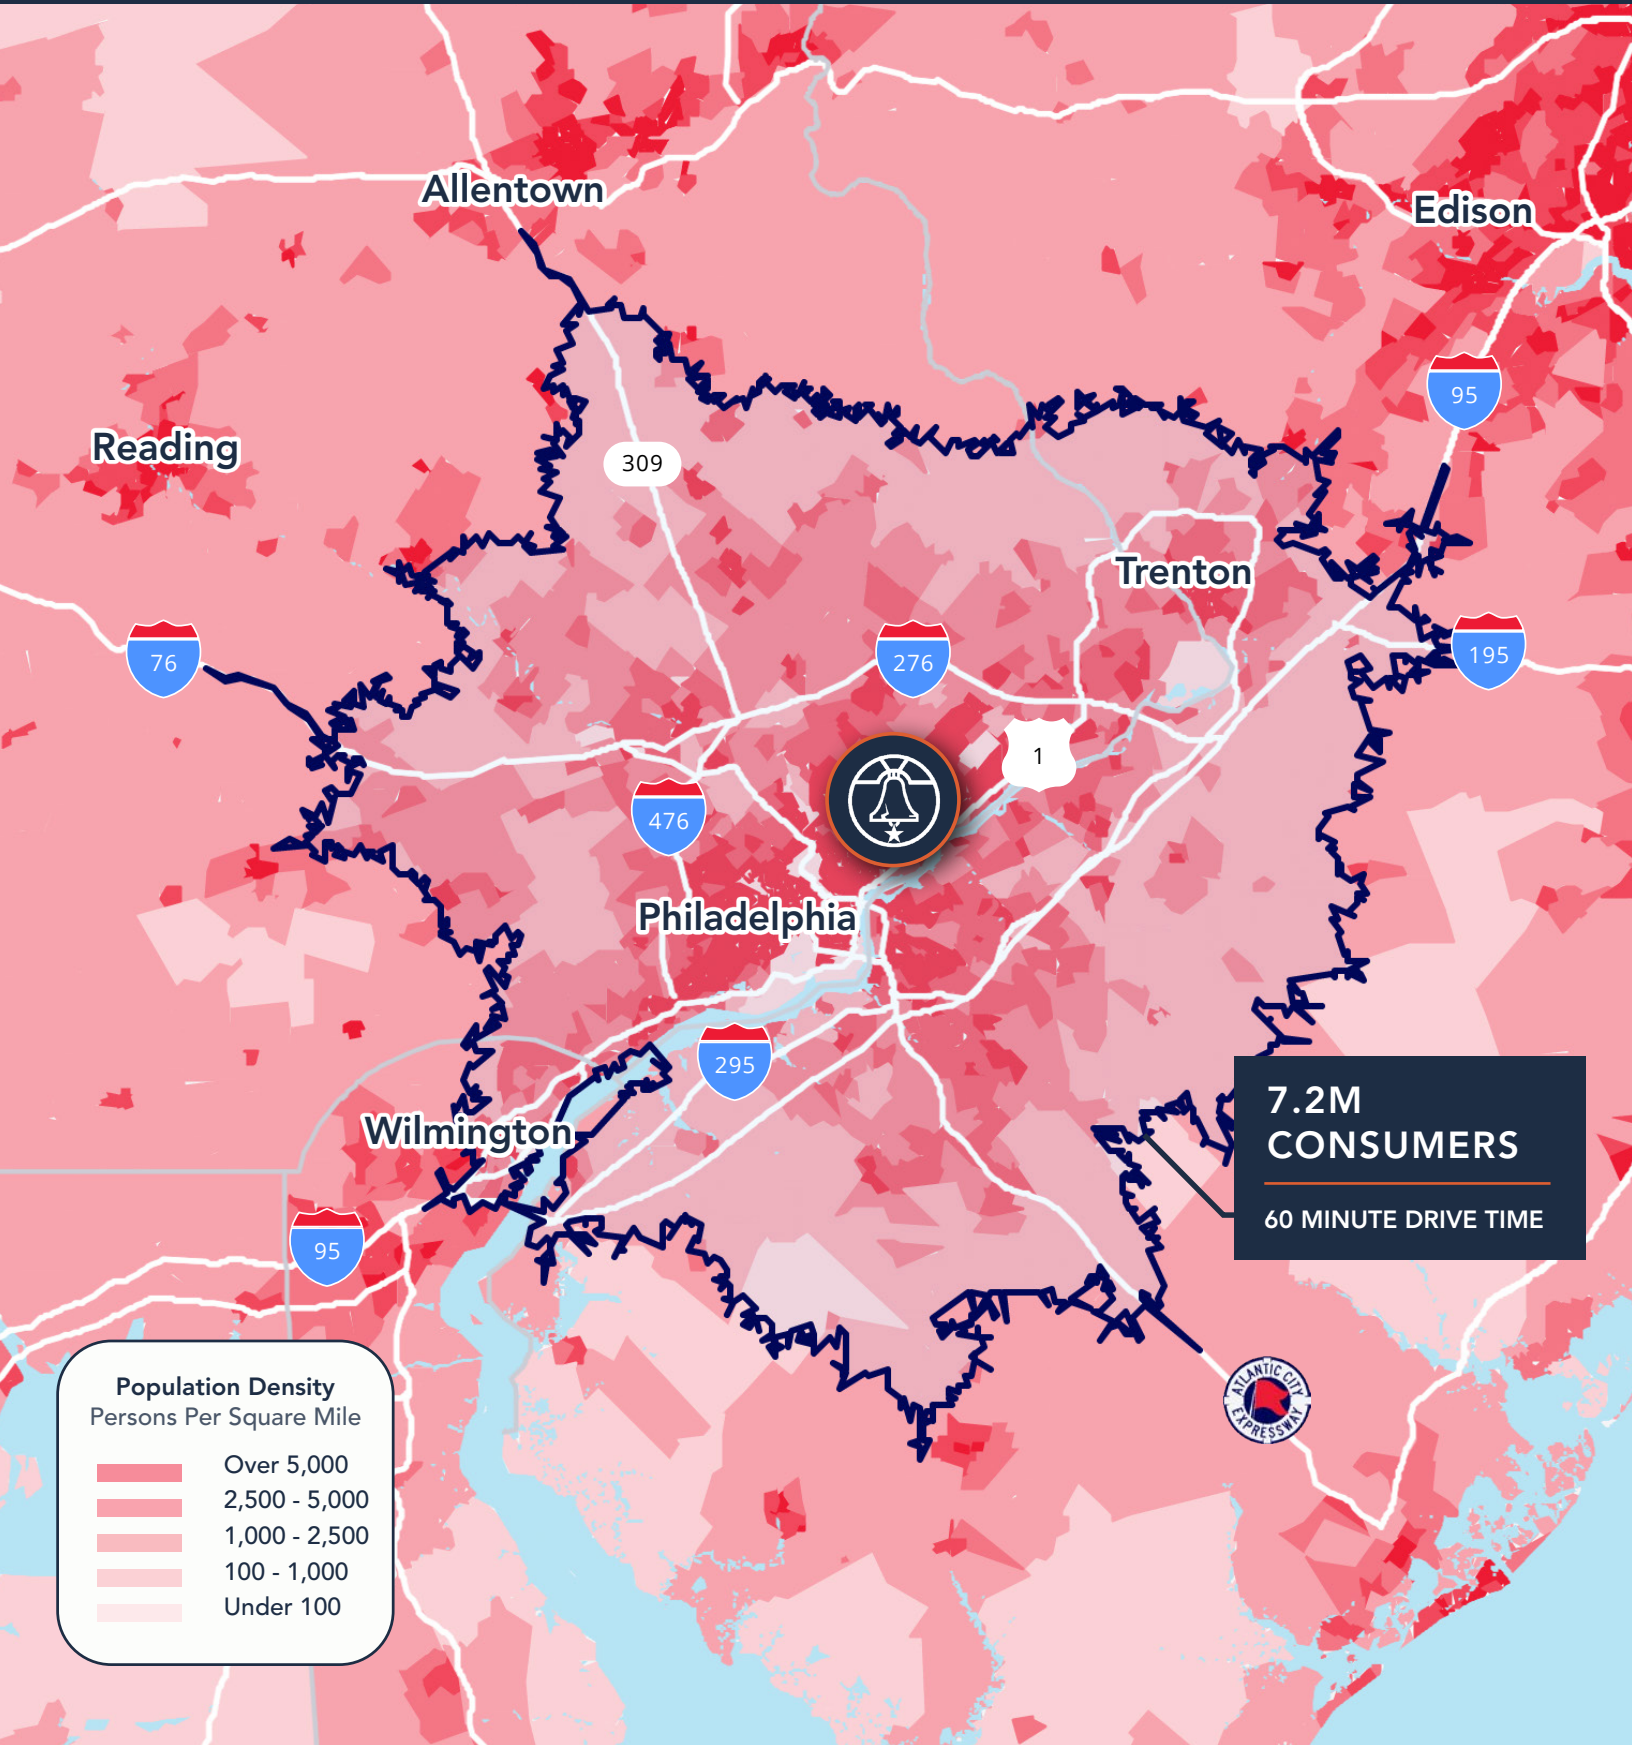 Allentown
Edison
95
Reading
309
Trenton
76
276
195
1
476
Philadelphia
295
7.2M
CONSUMERS
60 MINUTE DRIVE TIME
Wilmington
95
ATLANTIC CITY
EXPRESSWAY
Population Density
Persons Per Square Mile
Over 5,000
2,500 - 5,000
1,000 - 2,500
100 - 1,000
Under 100